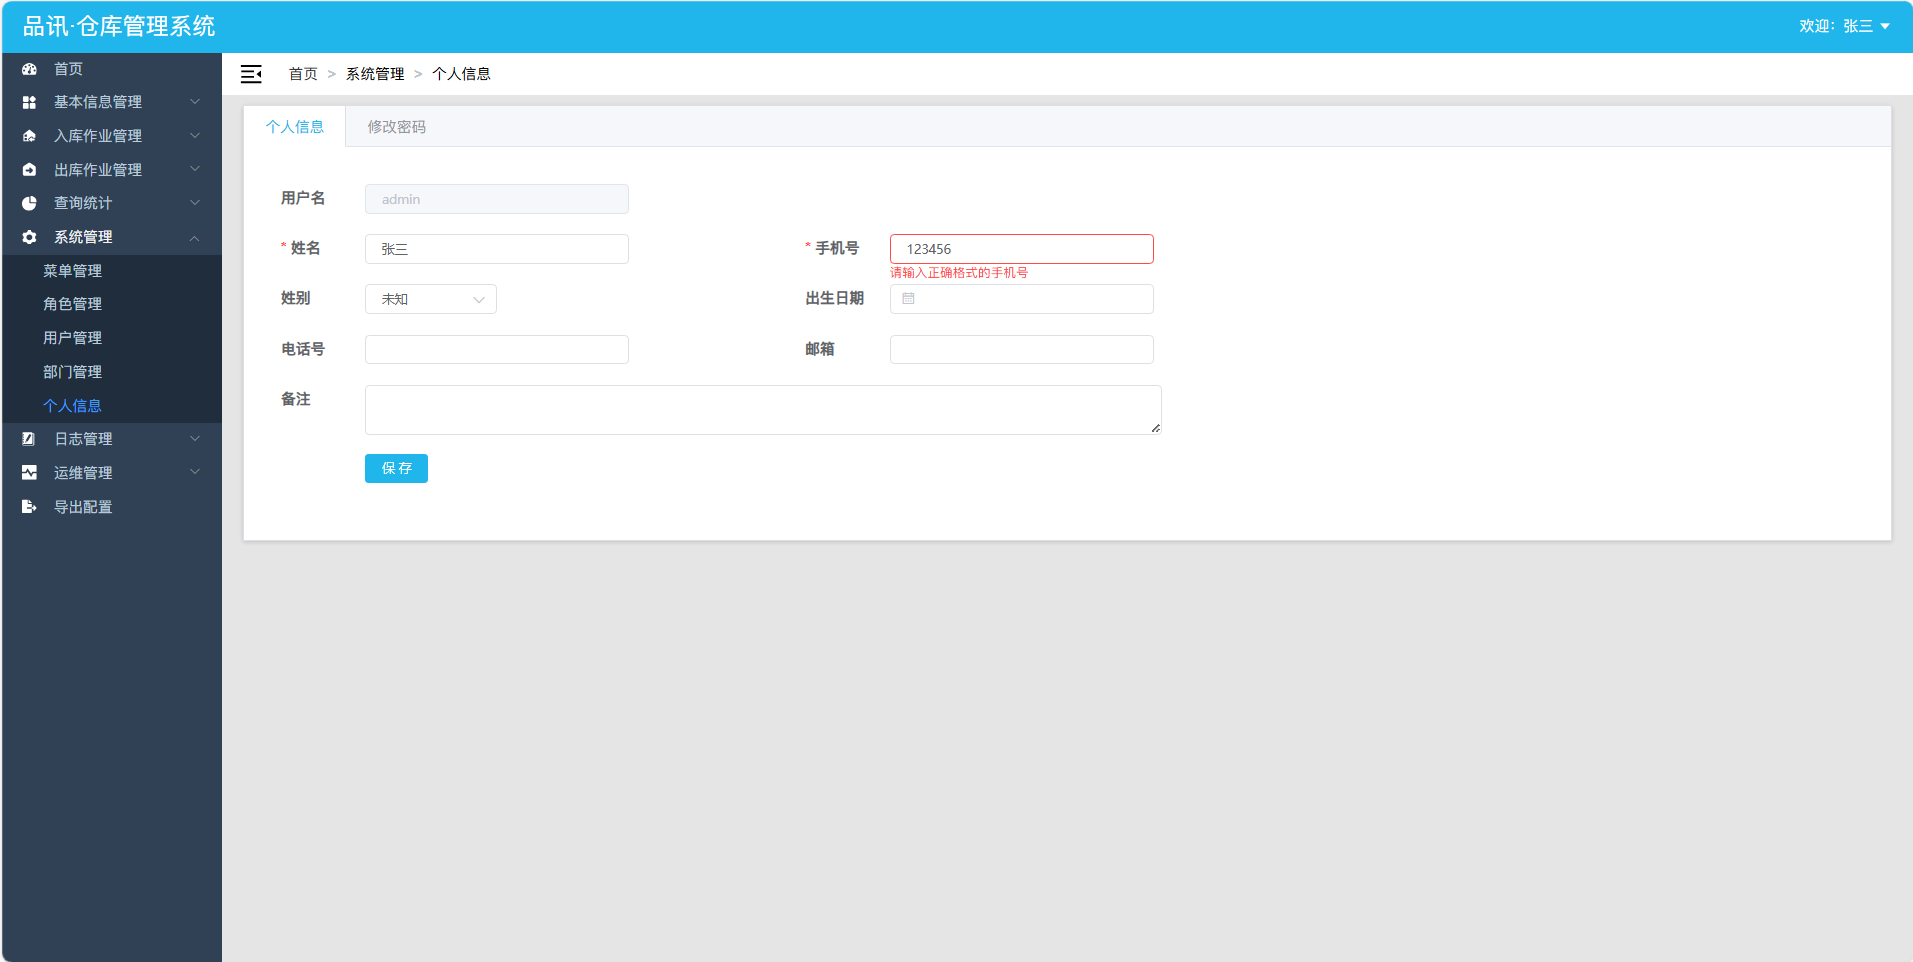 品讯·仓库管理系统
欢迎：张三
首页
基本信息管理
入库作业管理
出库作业管理
查询统计
系统管理
菜单管理
角色管理
用户管理
部门管理
个人信息
日志管理
运维管理
导出配置
首页 > 系统管理 > 个人信息
个人信息 修改密码
用户名 admin
* 姓名 张三 * 手机号 123456
请输入正确格式的手机号
姓别 未知 出生日期
电话号 邮箱
备注
保存